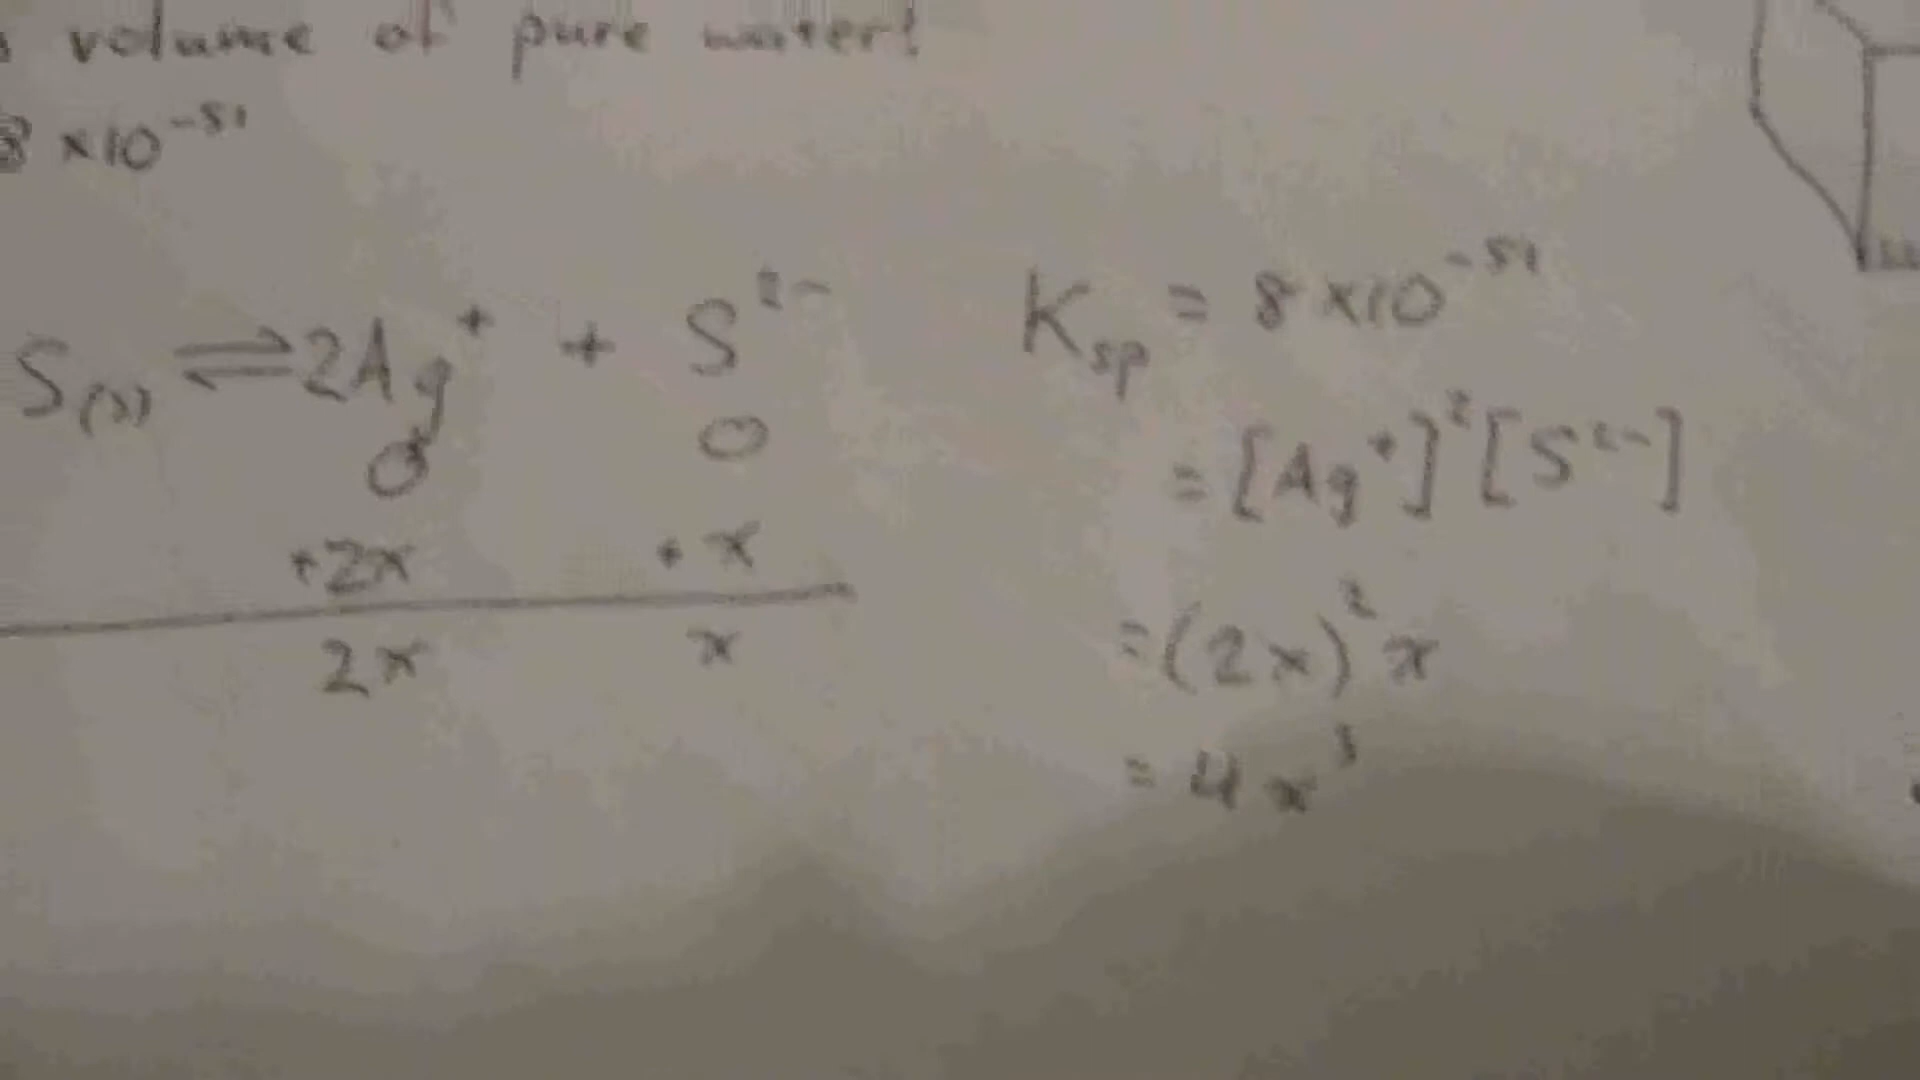 volume of pure water!
8 ×10⁻⁵¹
S(s) ⇌ 2Ag⁺ + S²⁻
0 0
+2x +x
2x x
Ksp = 8×10⁻⁵¹
= [Ag⁺]²[S²⁻]
= (2x)²x
= 4x³